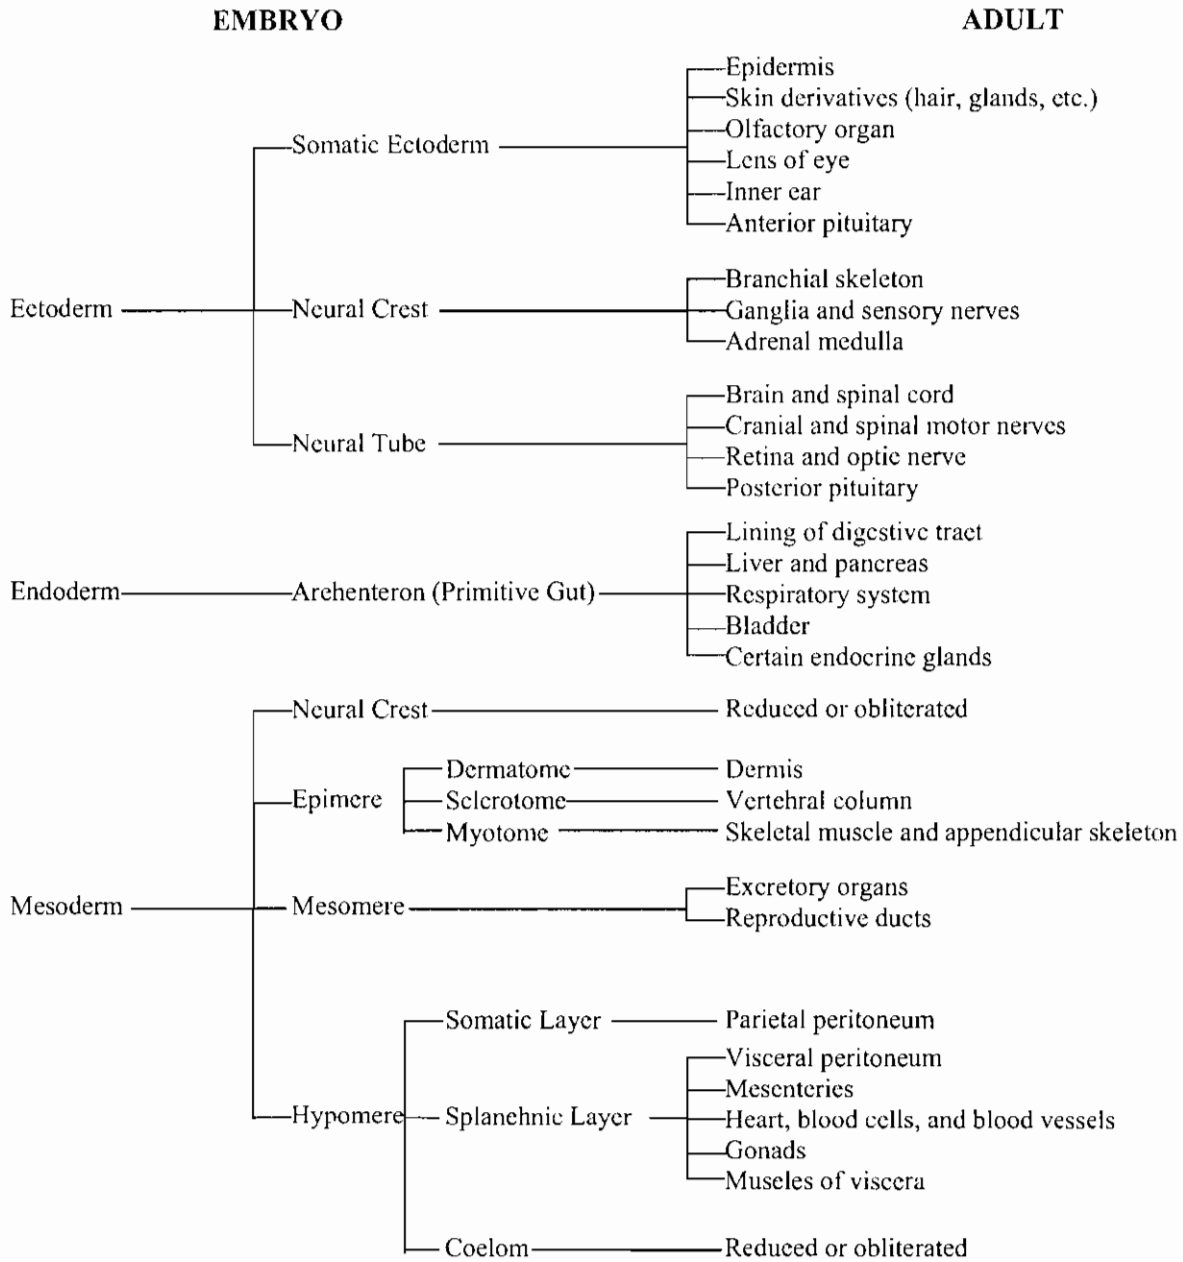 EMBRYO ADULT
Epidermis
Skin derivatives (hair, glands, etc.)
Somatic Ectoderm Olfactory organ
Lens of eye
Inner ear
Anterior pituitary
Branchial skeleton
Ectoderm Neural Crest Ganglia and sensory nerves
Adrenal medulla
Brain and spinal cord
Cranial and spinal motor nerves
Neural Tube
Retina and optic nerve
Posterior pituitary
Lining of digestive tract
Liver and pancreas
Endoderm Archenteron (Primitive Gut) Respiratory system
Bladder
Certain endocrine glands
Neural Crest Reduced or obliterated
Dermatome Dermis
Epimere Sclerotome Vertehral column
Myotome Skeletal muscle and appendicular skeleton
Excretory organs
Mesoderm Mesomere
Reproductive ducts
Somatic Layer Parietal peritoneum
Visceral peritoneum
Mesenteries
Hypomere Splanchnic Layer Heart, blood cells, and blood vessels
Gonads
Muscles of viscera
Coelom Reduced or obliterated